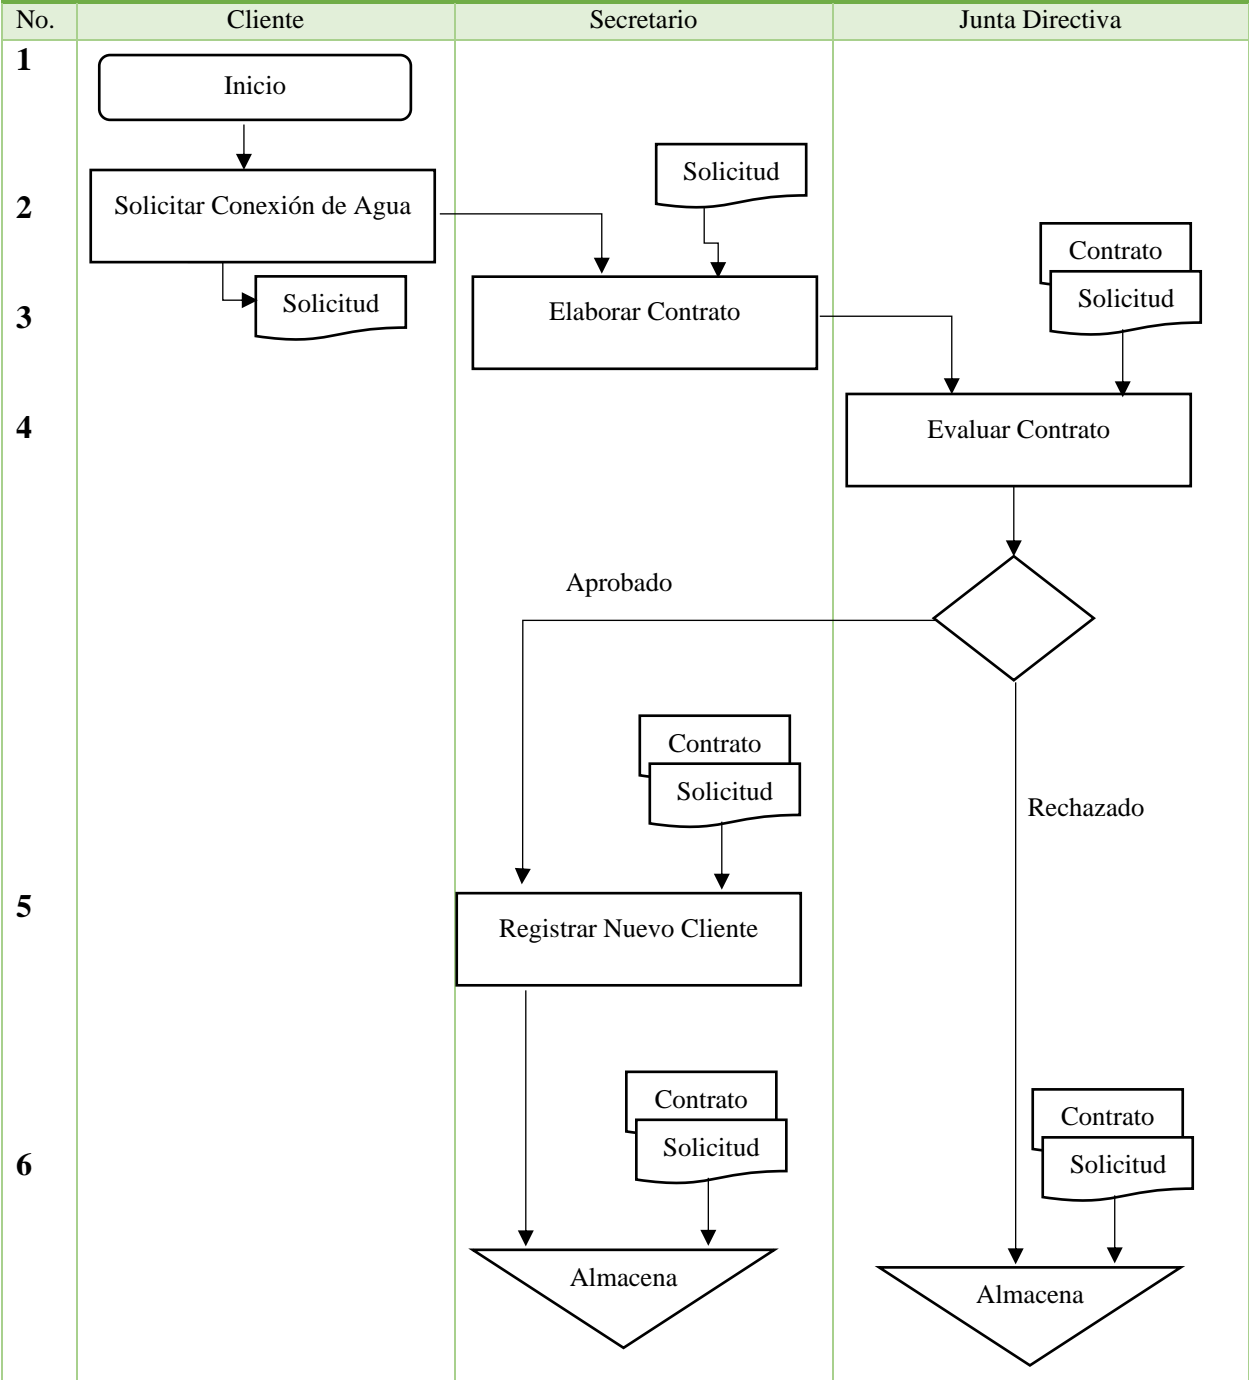 No.
Cliente
Secretario
Junta Directiva
1
Inicio
Solicitud
2
Solicitar Conexión de Agua
Contrato
Solicitud
3
Solicitud
Elaborar Contrato
4
Evaluar Contrato
Aprobado
Contrato
Solicitud
Rechazado
5
Registrar Nuevo Cliente
Contrato
Solicitud
Contrato
Solicitud
6
Almacena
Almacena